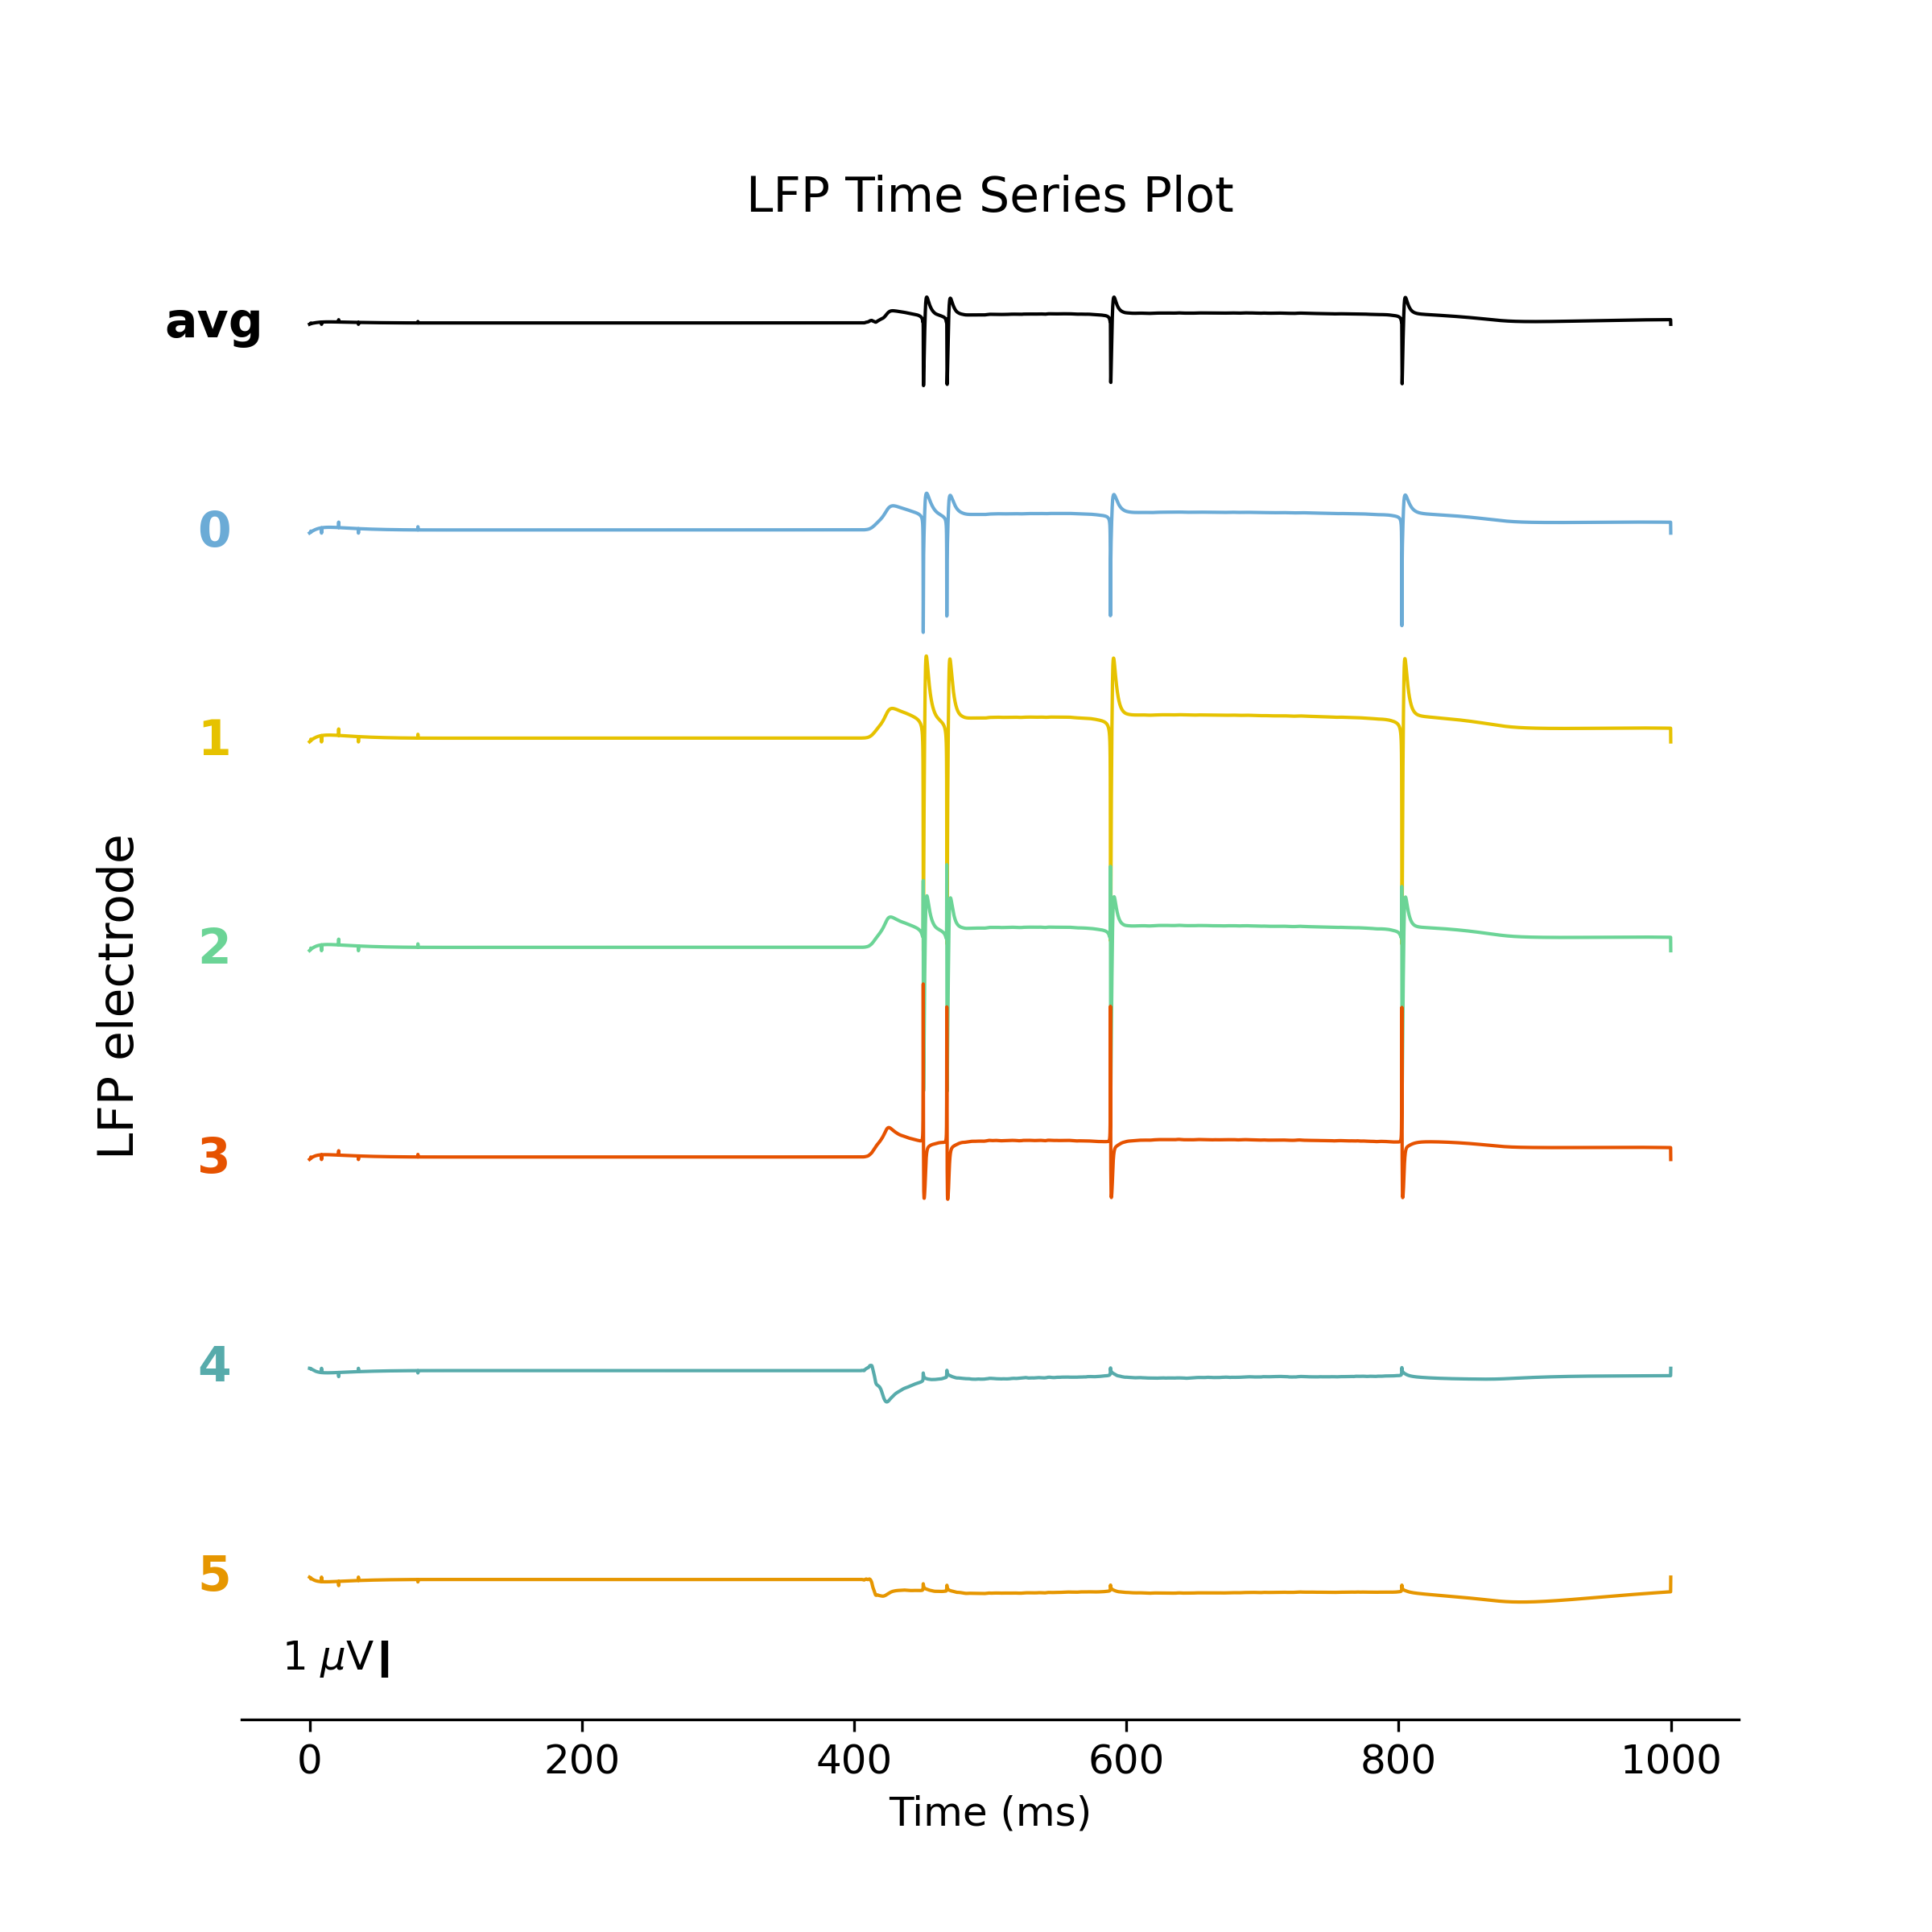 LFP Time Series Plot
avg
0
1
2
3
4
5
LFP electrode
1 μV
0 200 400 600 800 1000
Time (ms)